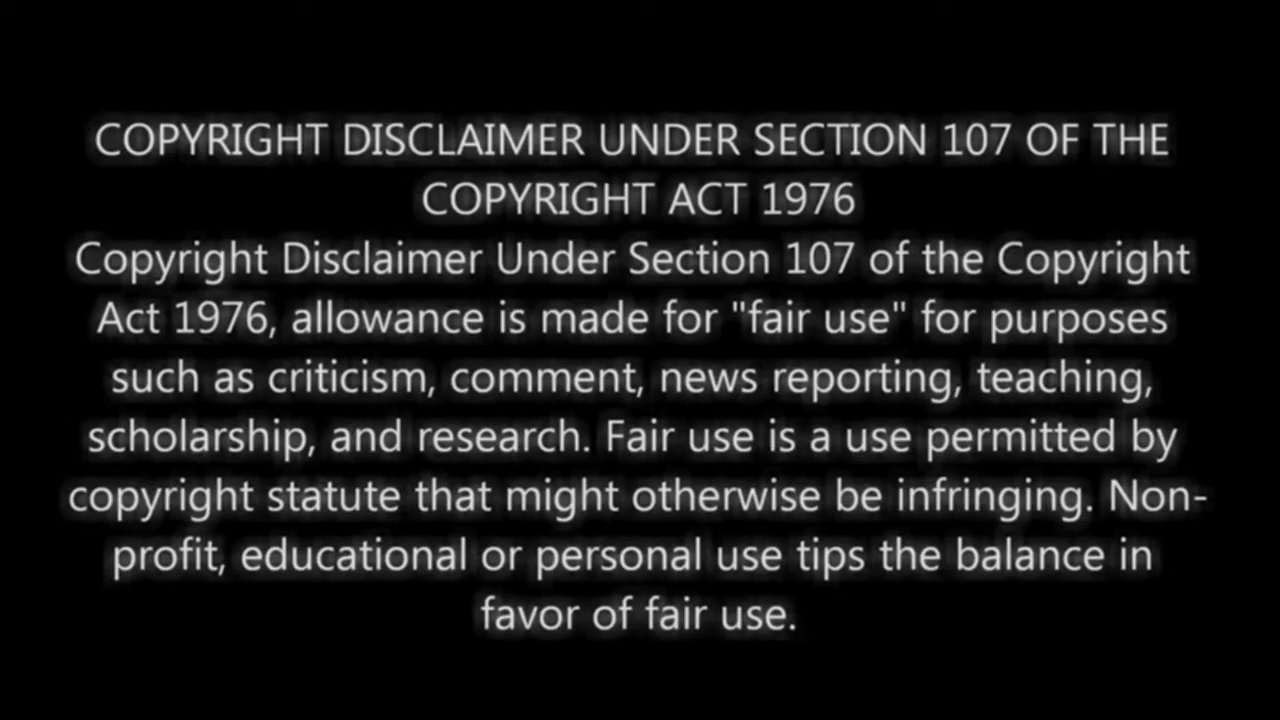 COPYRIGHT DISCLAIMER UNDER SECTION 107 OF THE
COPYRIGHT ACT 1976
Copyright Disclaimer Under Section 107 of the Copyright
Act 1976, allowance is made for "fair use" for purposes
such as criticism, comment, news reporting, teaching,
scholarship, and research. Fair use is a use permitted by
copyright statute that might otherwise be infringing. Non-
profit, educational or personal use tips the balance in
favor of fair use.